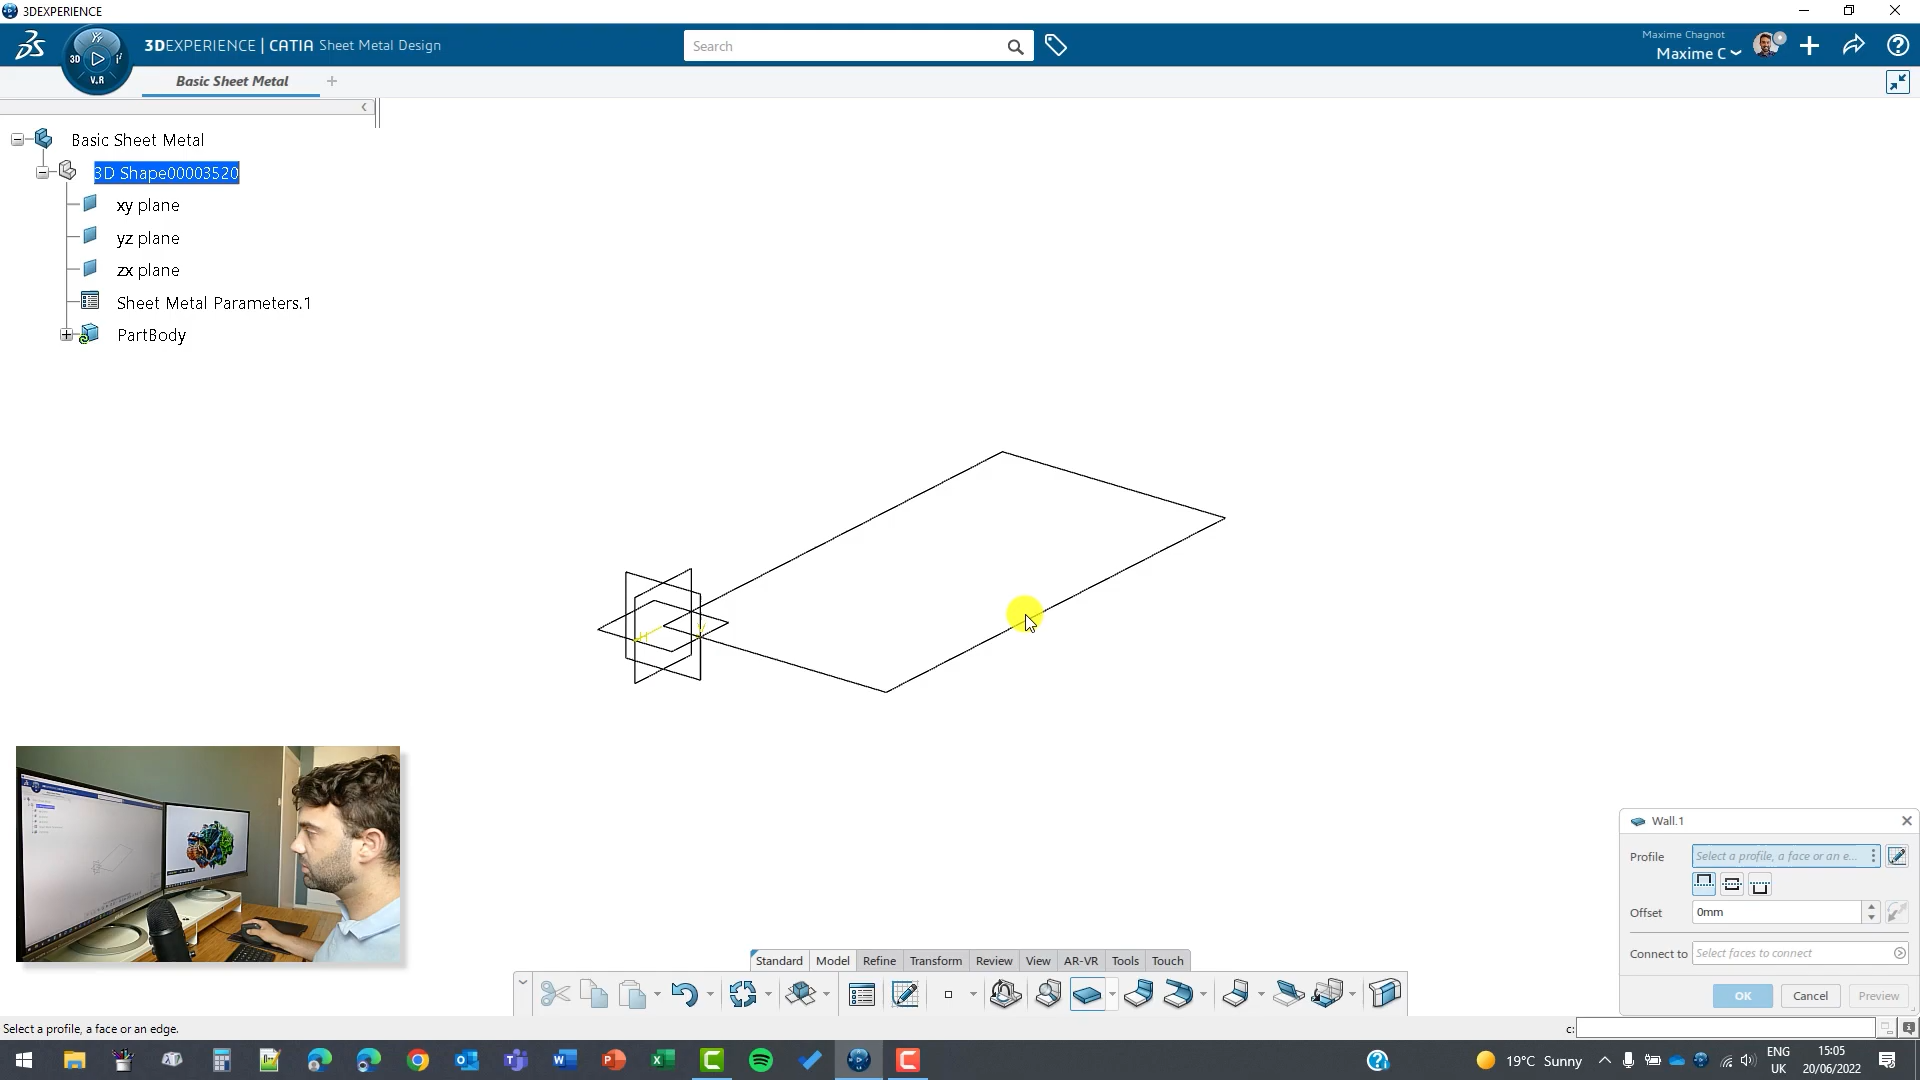 3DEXPERIENCE
3DEXPERIENCE | CATIA Sheet Metal Design
Search
Maxime Chagnot
Maxime C
3D
V.R
Basic Sheet Metal
Basic Sheet Metal
3D Shape00003520
xy plane
yz plane
zx plane
Sheet Metal Parameters.1
PartBody
H
V
Wall.1
Profile
Select a profile, a face or an e...
Offset
0mm
Connect to
Select faces to connect
OK
Cancel
Preview
Standard
Model
Refine
Transform
Review
View
AR-VR
Tools
Touch
Select a profile, a face or an edge.
c:
19°C Sunny
ENG
UK
15:05
20/06/2022